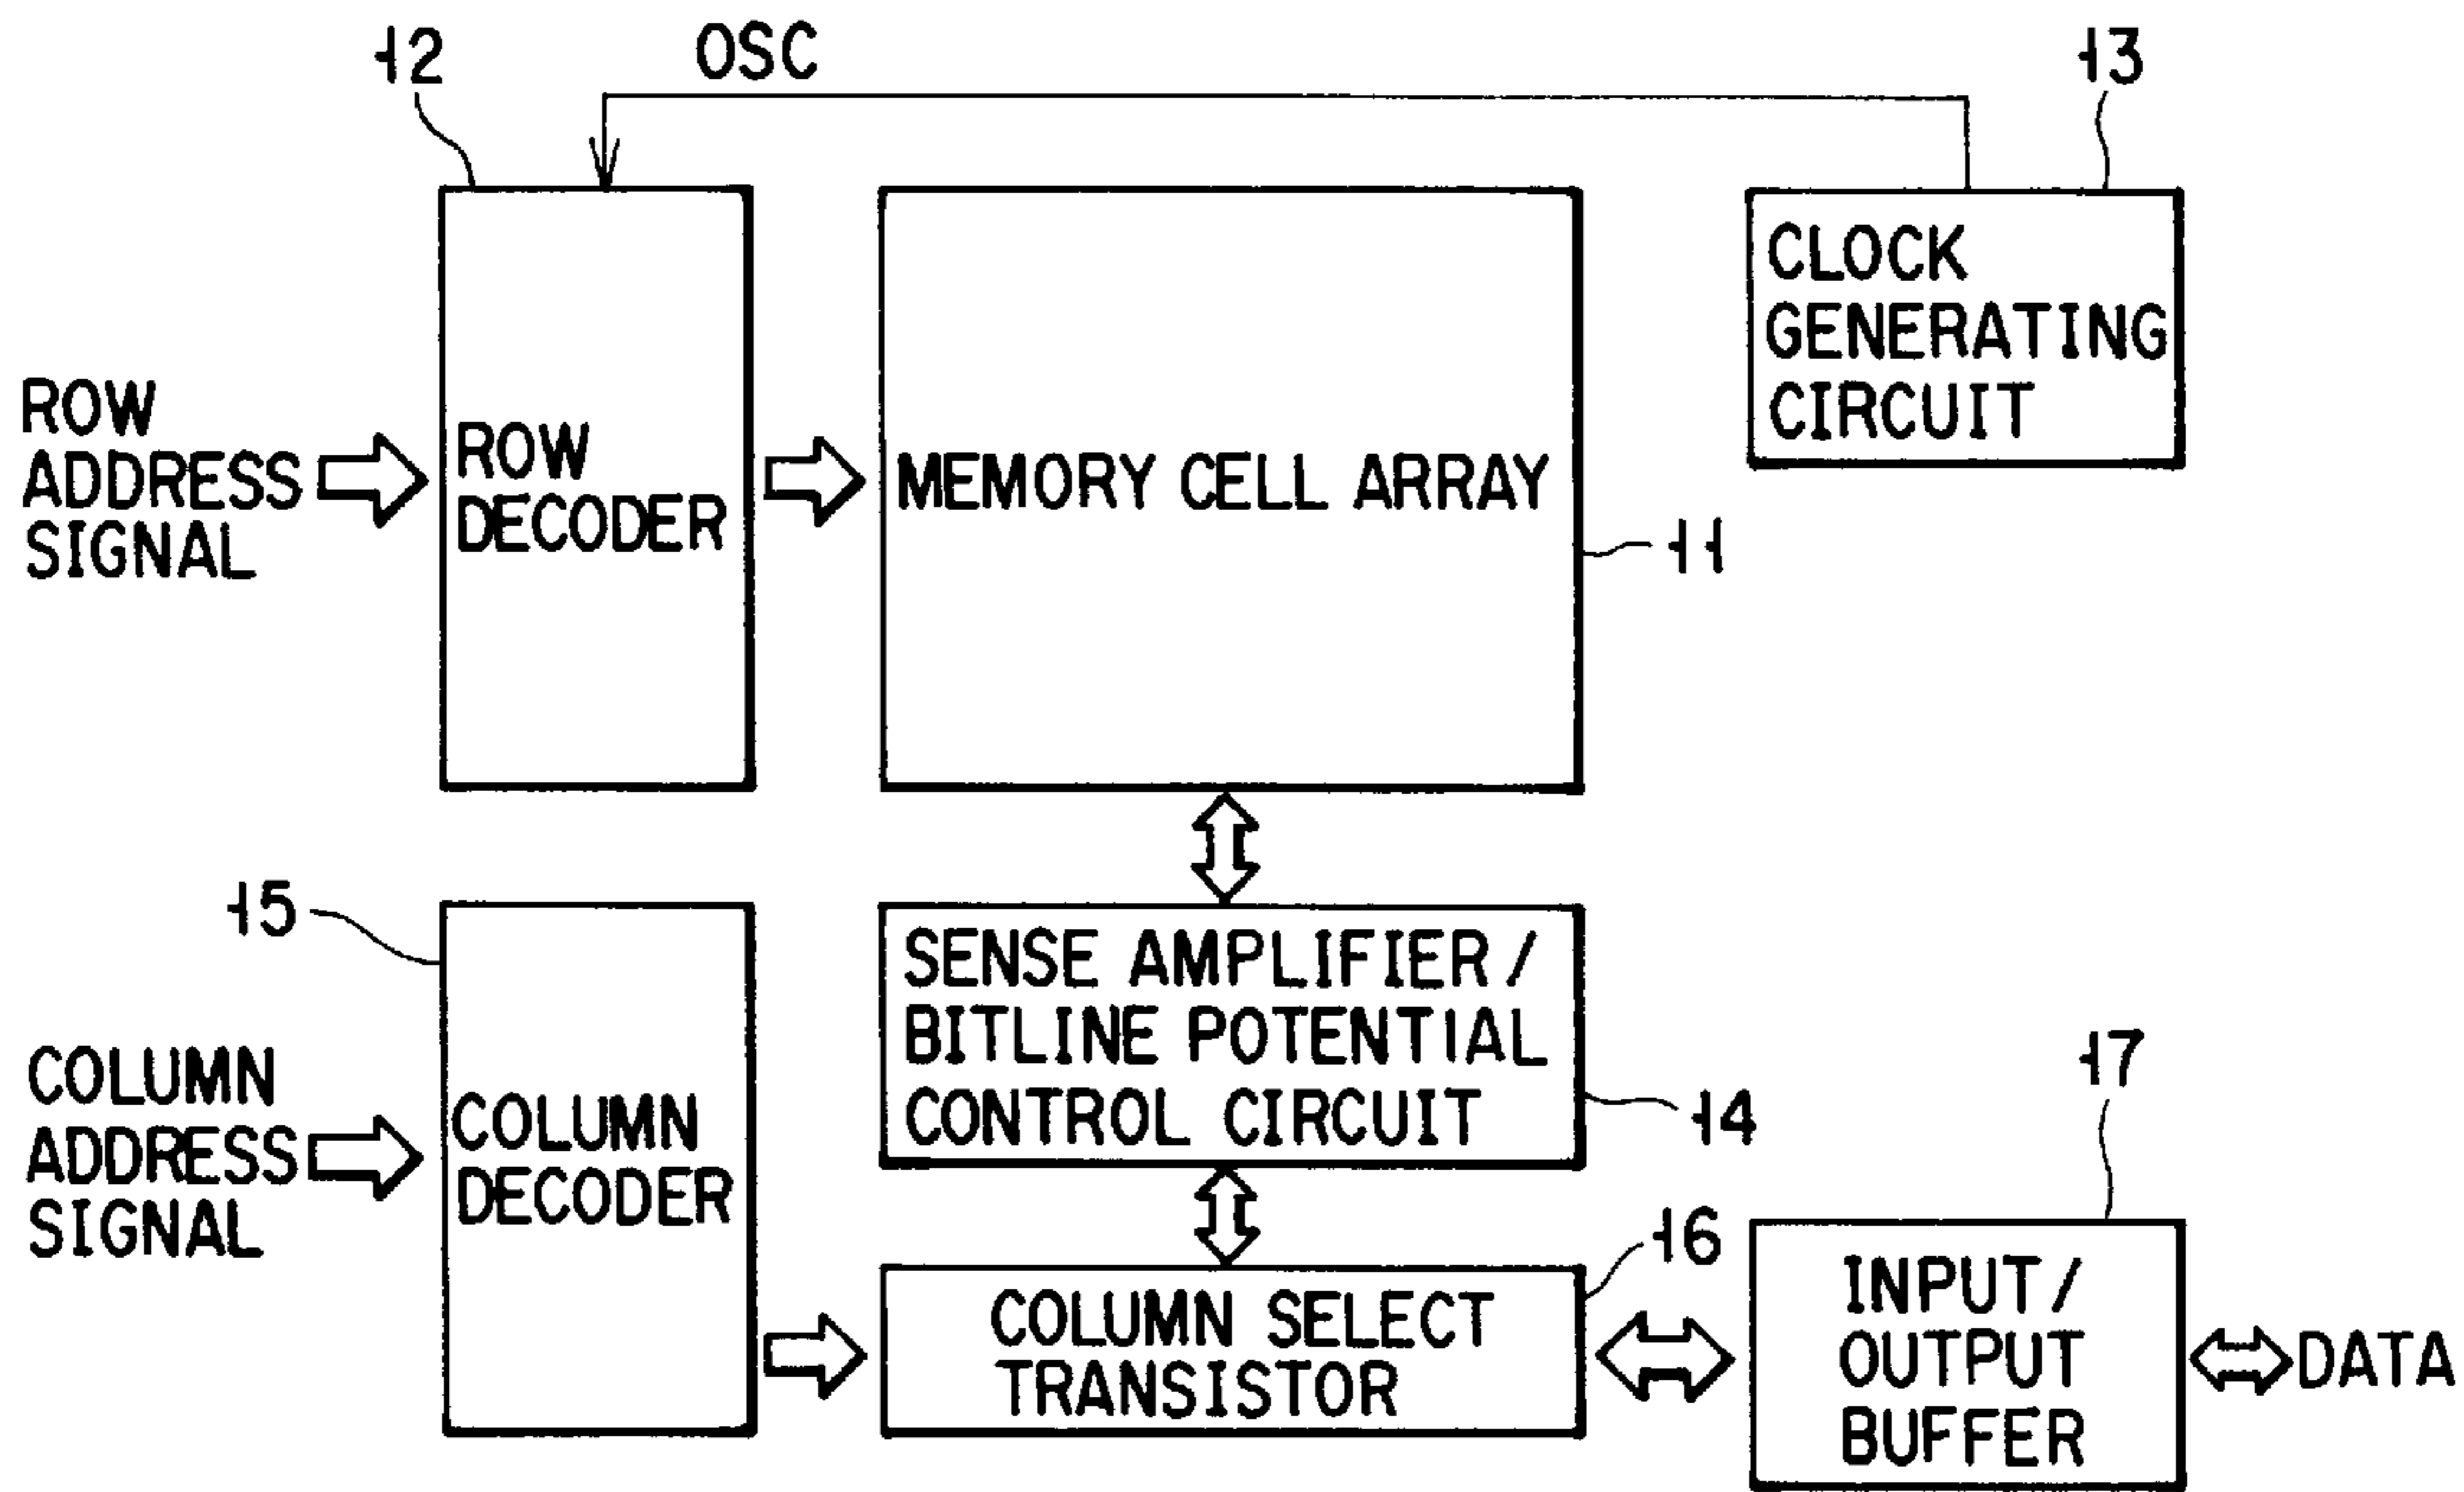 12
OSC
13
CLOCK
GENERATING
CIRCUIT
ROW
ADDRESS
SIGNAL
ROW
DECODER
MEMORY CELL ARRAY
11
15
SENSE AMPLIFIER/
BITLINE POTENTIAL
CONTROL CIRCUIT
14
COLUMN
ADDRESS
SIGNAL
COLUMN
DECODER
17
16
COLUMN SELECT
TRANSISTOR
INPUT/
OUTPUT
BUFFER
DATA